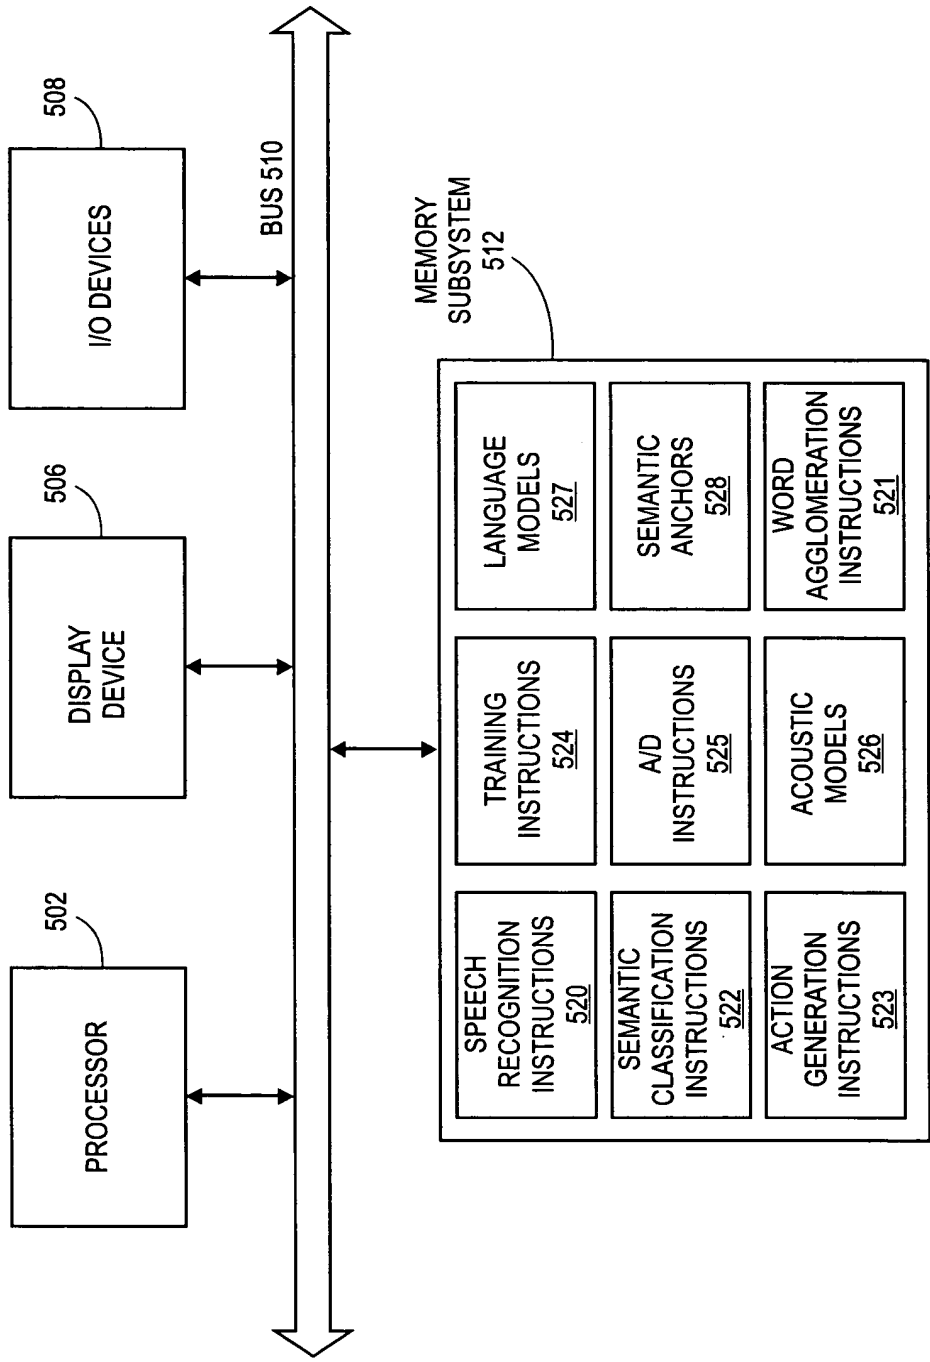 502
PROCESSOR
506
DISPLAY
DEVICE
508
I/O DEVICES
BUS 510
MEMORY
SUBSYSTEM
512
SPEECH
RECOGNITION
INSTRUCTIONS
520
TRAINING
INSTRUCTIONS
524
LANGUAGE
MODELS
527
SEMANTIC
CLASSIFICATION
INSTRUCTIONS
522
A/D
INSTRUCTIONS
525
SEMANTIC
ANCHORS
528
ACTION
GENERATION
INSTRUCTIONS
523
ACOUSTIC
MODELS
526
WORD
AGGLOMERATION
INSTRUCTIONS
521